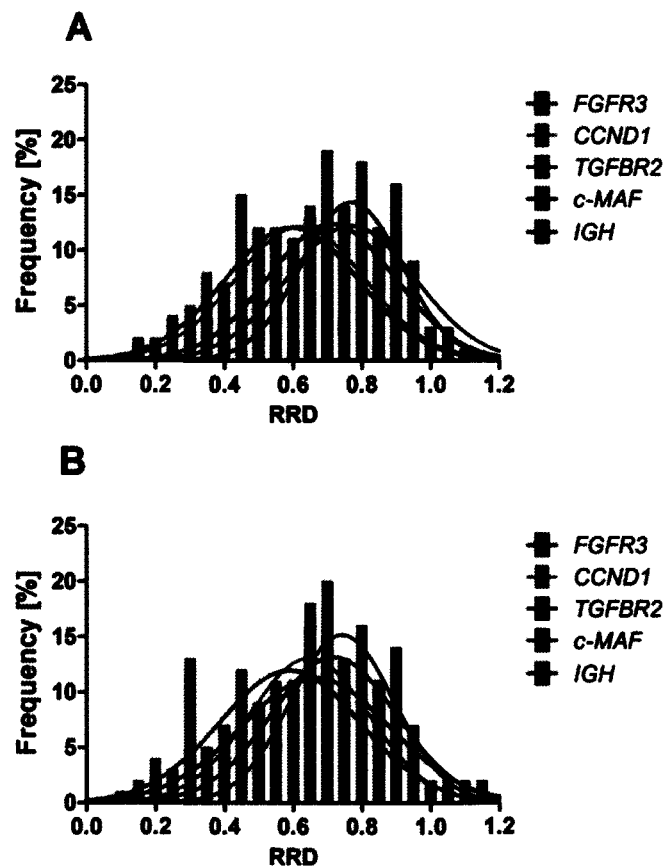 A
25
20
15
10
5
0
Frequency [%]
0.0 0.2 0.4 0.6 0.8 1.0 1.2
RRD
FGFR3
CCND1
TGFBR2
c-MAF
IGH
B
25
20
15
10
5
0
Frequency [%]
0.0 0.2 0.4 0.6 0.8 1.0 1.2
RRD
FGFR3
CCND1
TGFBR2
c-MAF
IGH